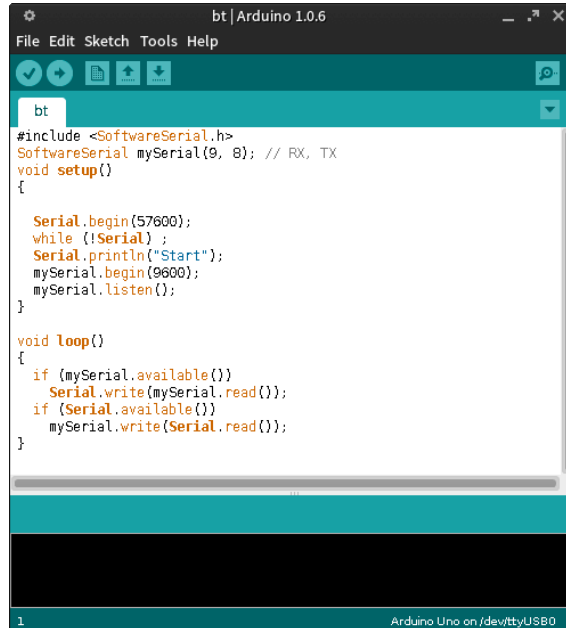 bt | Arduino 1.0.6
File Edit Sketch Tools Help
bt
#include <SoftwareSerial.h>
SoftwareSerial mySerial(9, 8); // RX, TX
void setup()
{

  Serial.begin(57600);
  while (!Serial) ;
  Serial.println("Start");
  mySerial.begin(9600);
  mySerial.listen();
}

void loop()
{
  if (mySerial.available())
    Serial.write(mySerial.read());
  if (Serial.available())
    mySerial.write(Serial.read());
}
1
Arduino Uno on /dev/ttyUSB0